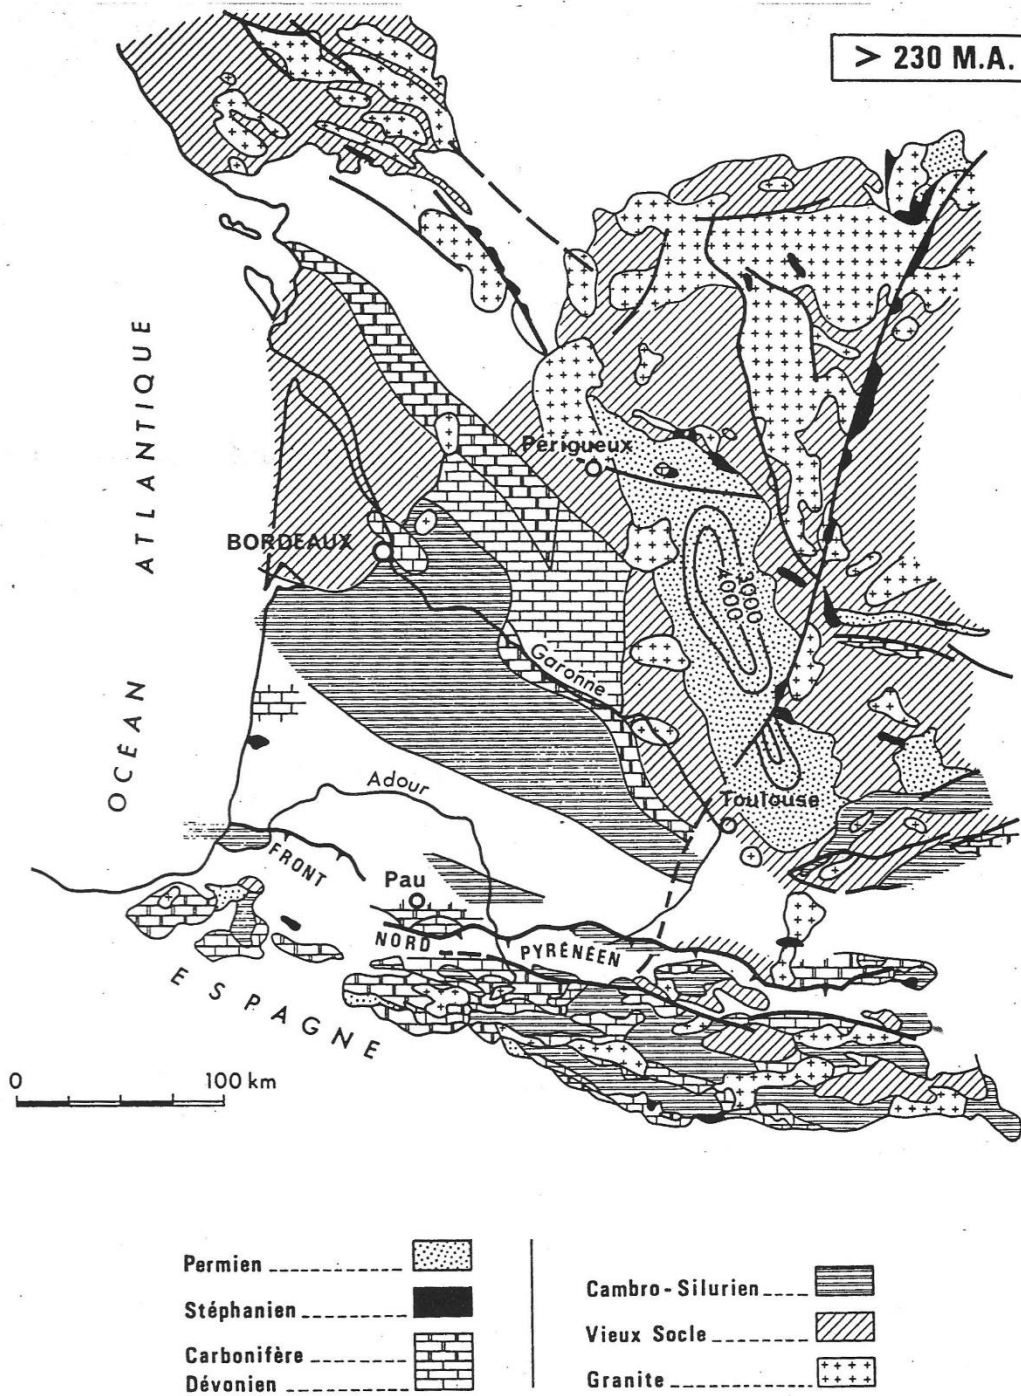 > 230 M.A.
OCÉAN ATLANTIQUE
Périgueux
BORDEAUX
3000
4000
Garonne
Adour
Toulouse
FRONT
Pau
NORD
PYRÉNÉEN
ESPAGNE
0 100 km
Permien
Stéphanien
Carbonifère
Dévonien
Cambro-Silurien
Vieux Socle
Granite